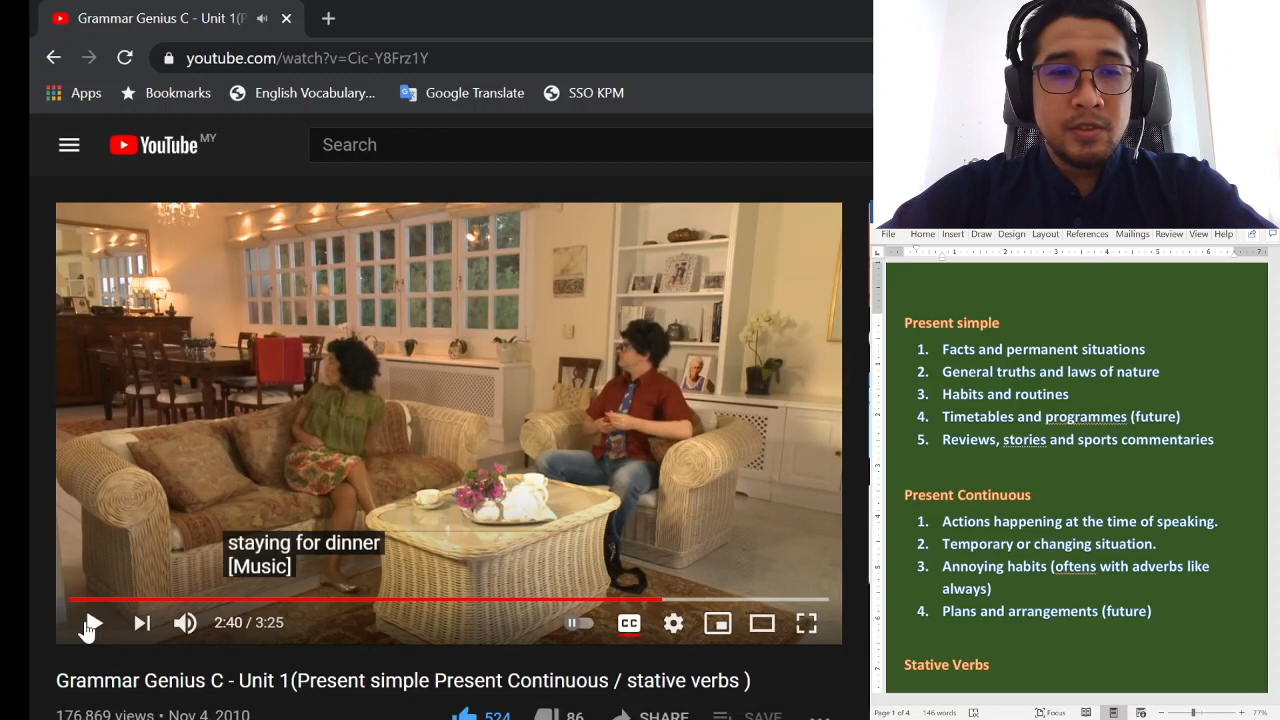 Grammar Genius C - Unit 1(P
youtube.com/watch?v=Cic-Y8Frz1Y
Apps
Bookmarks
English Vocabulary...
Google Translate
SSO KPM
YouTube MY
Search
staying for dinner
[Music]
2:40 / 3:25
CC
Grammar Genius C - Unit 1(Present simple Present Continuous / stative verbs )
524
86
SHARE
SAVE
File Home Insert Draw Design Layout References Mailings Review View Help
Present simple
1. Facts and permanent situations
2. General truths and laws of nature
3. Habits and routines
4. Timetables and programmes (future)
5. Reviews, stories and sports commentaries
Present Continuous
1. Actions happening at the time of speaking.
2. Temporary or changing situation.
3. Annoying habits (oftens with adverbs like
always)
4. Plans and arrangements (future)
Stative Verbs
Page 1 of 4 146 words Focus 77%